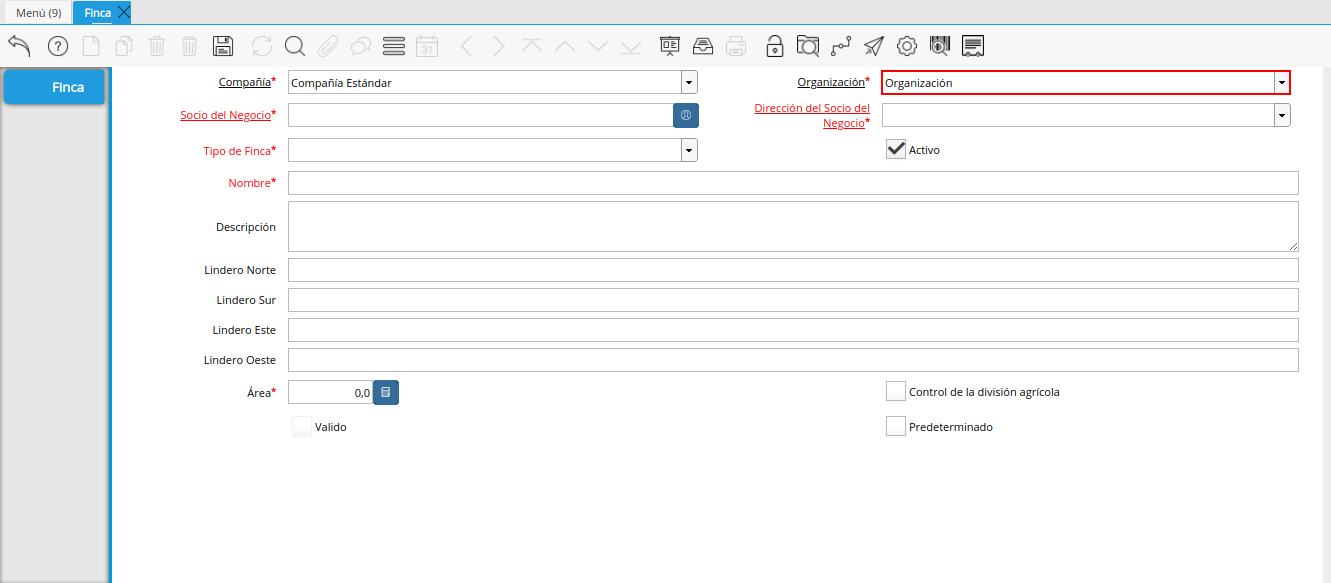 Menú (9)
Finca
31
Finca
Compañía*
Compañía Estándar
Organización*
Organización
Socio del Negocio*
Dirección del Socio del
Negocio*
Tipo de Finca*
Activo
Nombre*
Descripción
Lindero Norte
Lindero Sur
Lindero Este
Lindero Oeste
Área*
0,0
Control de la división agrícola
Valido
Predeterminado